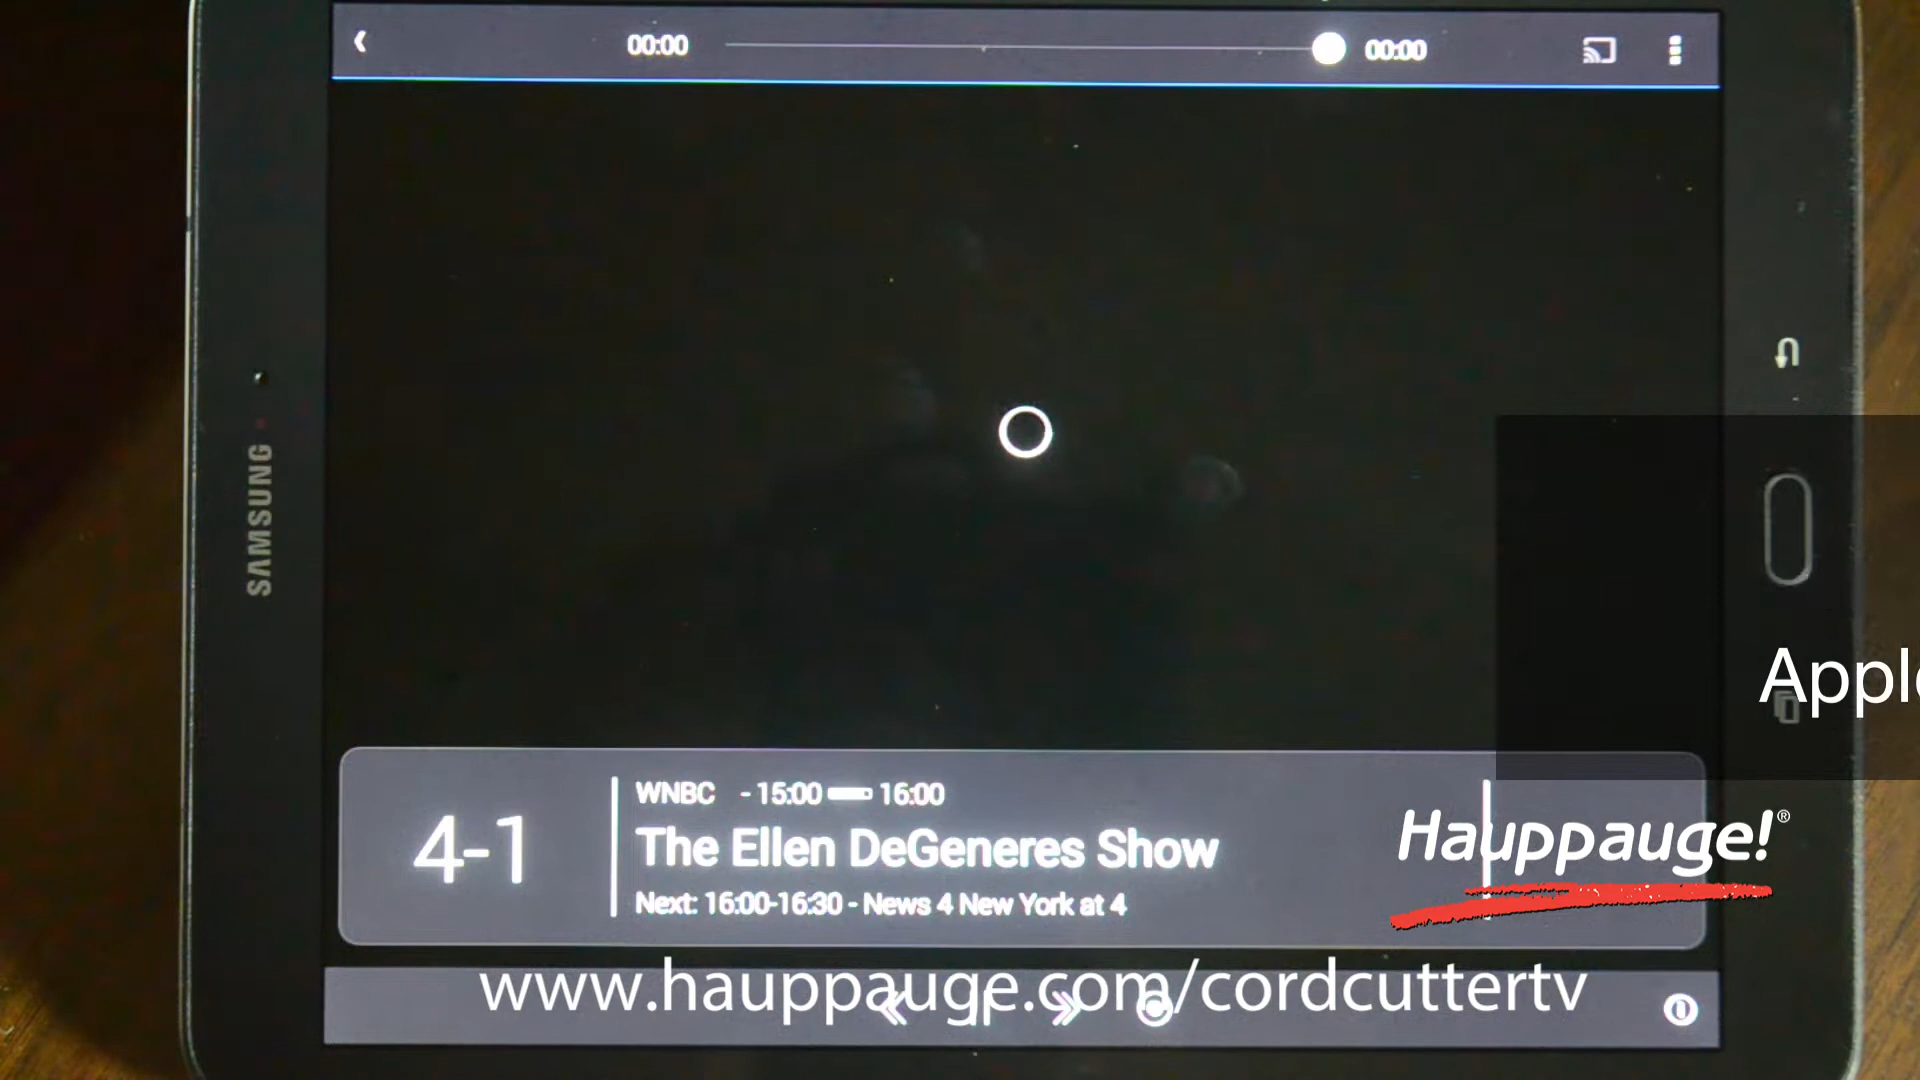 00:00 00:00
SAMSUNG
Apple
4-1
WNBC - 15:00 16:00
The Ellen DeGeneres Show
Next: 16:00-16:30 - News 4 New York at 4
Hauppauge!®
www.hauppauge.com/cordcuttertv